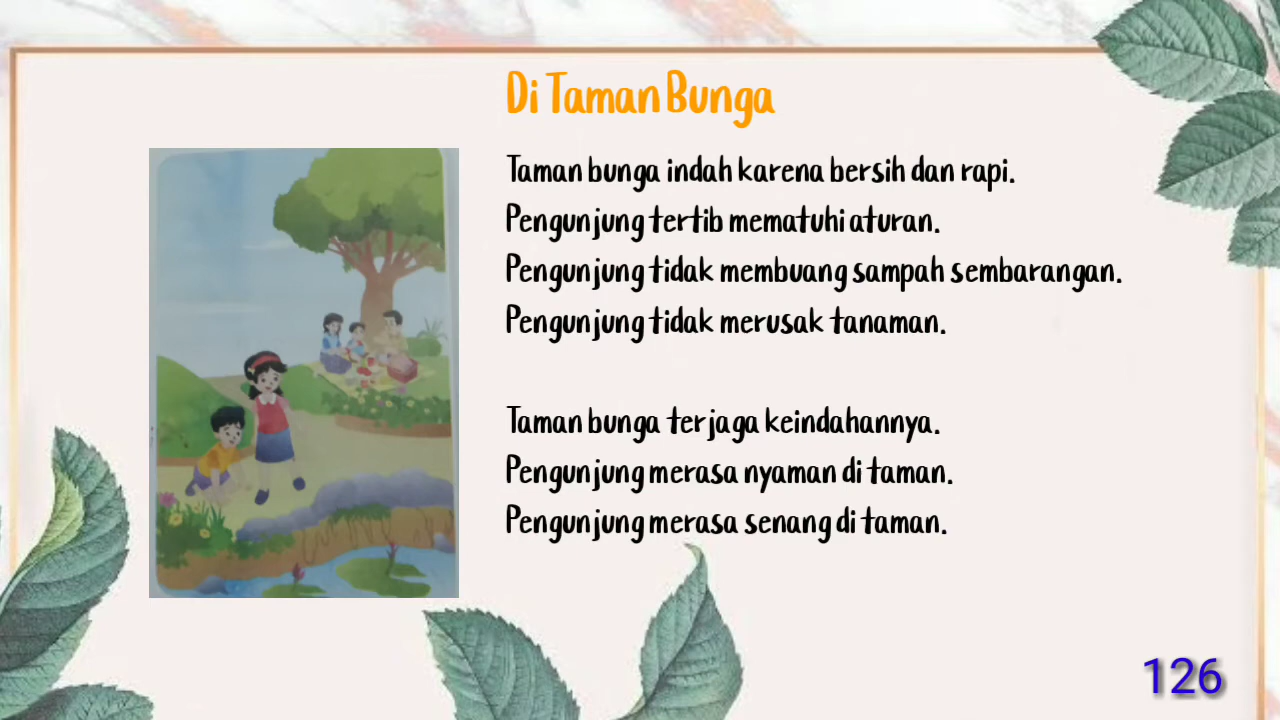 Di Taman Bunga
Taman bunga indah karena bersih dan rapi.
Pengunjung tertib mematuhi aturan.
Pengunjung tidak membuang sampah sembarangan.
Pengunjung tidak merusak tanaman.
Taman bunga terjaga keindahannya.
Pengunjung merasa nyaman di taman.
Pengunjung merasa senang di taman.
126